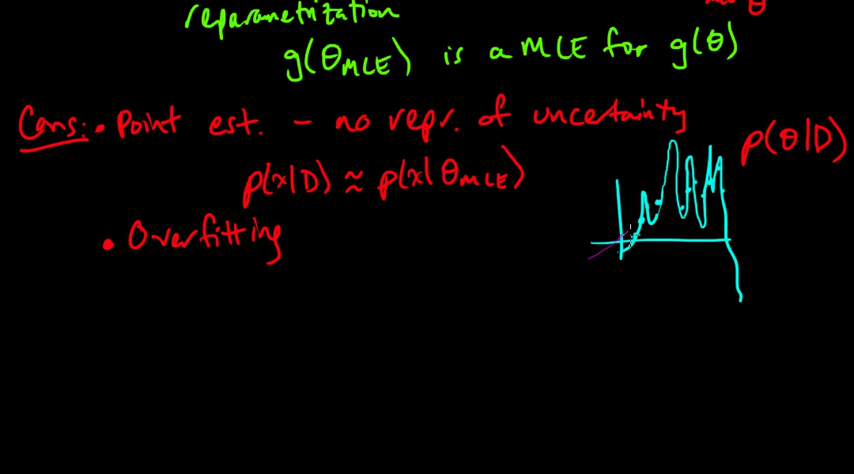 reparametrization
θ
g(θMLE) is a MLE for g(θ)
Cons: • Point est. – no repr. of uncertainty
p(θ|D)
p(x|D) ≈ p(x|θMLE)
• Overfitting